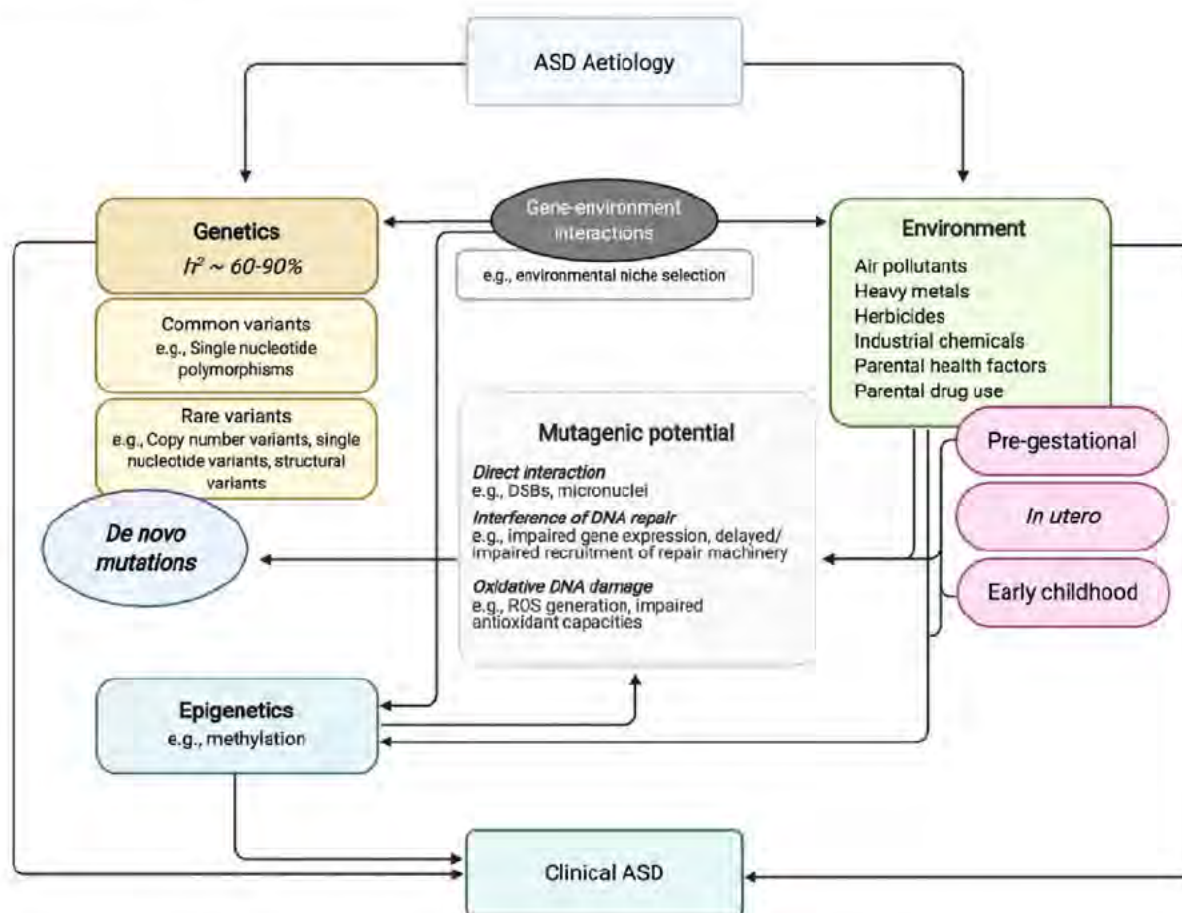 ASD Aetiology
Gene-environment
interactions
e.g., environmental niche selection
Genetics
h² ~ 60-90%
Common variants
e.g., Single nucleotide
polymorphisms
Rare variants
e.g., Copy number variants, single
nucleotide variants, structural
variants
De novo
mutations
Environment
Air pollutants
Heavy metals
Herbicides
Industrial chemicals
Parental health factors
Parental drug use
Pre-gestational
In utero
Early childhood
Mutagenic potential
Direct interaction
e.g., DSBs, micronuclei
Interference of DNA repair
e.g., impaired gene expression, delayed/
impaired recruitment of repair machinery
Oxidative DNA damage
e.g., ROS generation, impaired
antioxidant capacities
Epigenetics
e.g., methylation
Clinical ASD